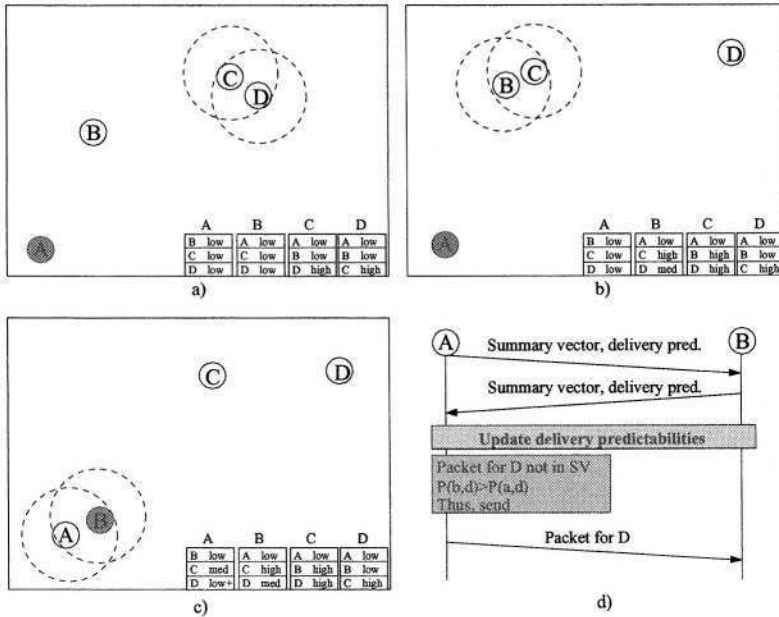 C
D
B
A
A B C D
B low A low A low A low
C low C low B low B low
D low D low D high C high
a)
B
C
D
A
A B C D
B low A low A low A low
C low C high B high B low
D low D med D high C high
b)
C
D
B
A
A B C D
B low A low A low A low
C med C high B high B low
D low+ D med D high C high
c)
A B
Summary vector, delivery pred.
Summary vector, delivery pred.
Update delivery predictabilities
Packet for D not in SV
P(b,d)>P(a,d)
Thus, send
Packet for D
d)